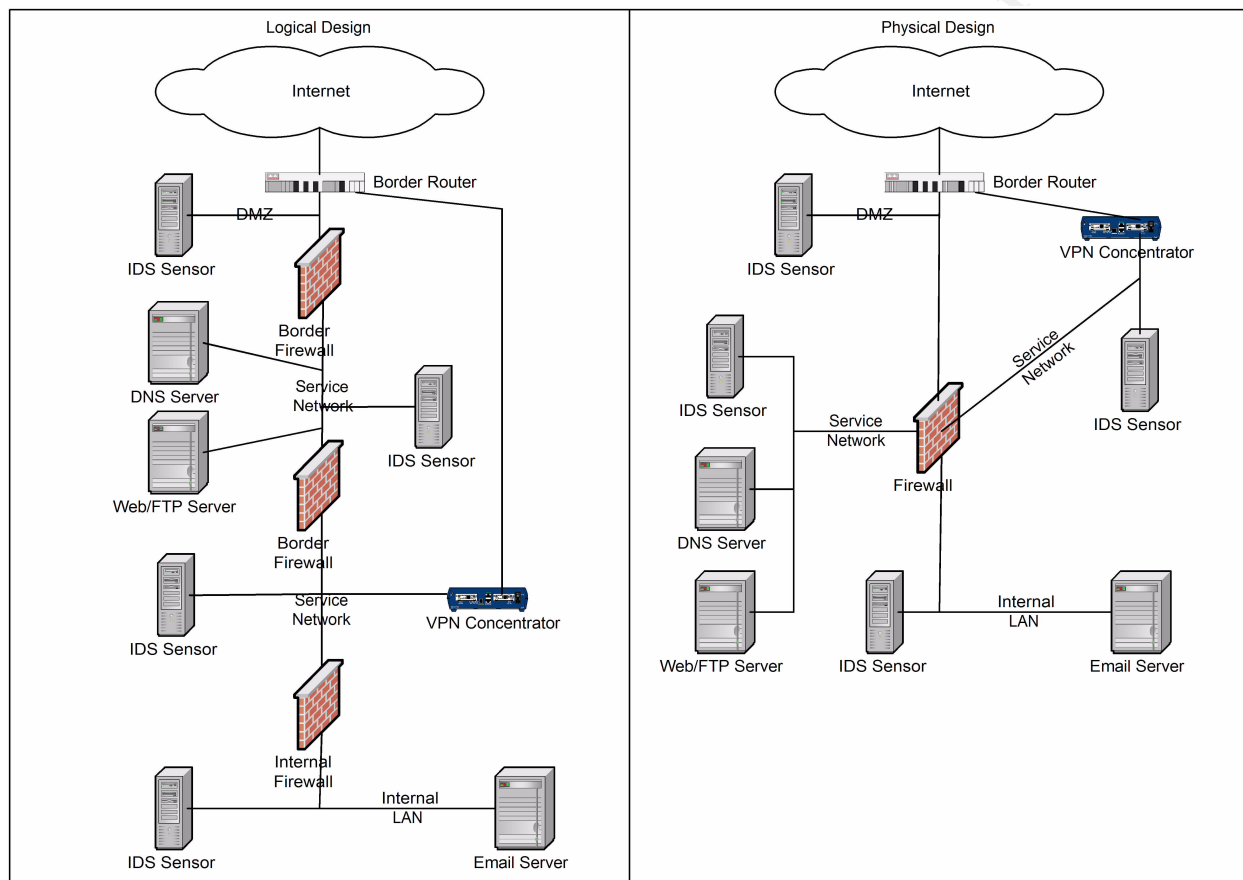 Logical Design
Internet
Border Router
DMZ
IDS Sensor
Border
Firewall
DNS Server
Service
Network
IDS Sensor
Web/FTP Server
Border
Firewall
Service
Network
VPN Concentrator
IDS Sensor
Internal
Firewall
Internal
LAN
IDS Sensor
Email Server
Physical Design
Internet
Border Router
DMZ
VPN Concentrator
IDS Sensor
Service
Network
IDS Sensor
IDS Sensor
Service
Network
Firewall
DNS Server
Internal
LAN
Web/FTP Server
IDS Sensor
Email Server